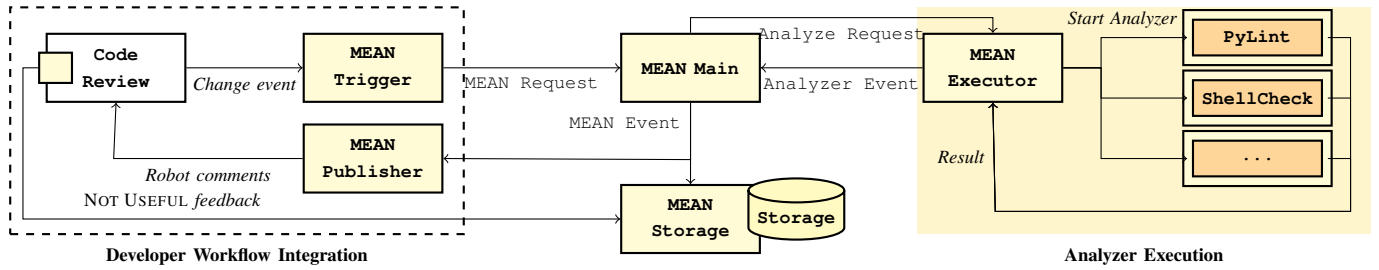 Code
Review
Change event
MEAN
Trigger
MEAN Request
MEAN Main
Analyze Request
Analyzer Event
MEAN
Executor
Start Analyzer
PyLint
ShellCheck
...
Result
MEAN Event
MEAN
Publisher
Robot comments
NOT USEFUL feedback
MEAN
Storage
Storage
Developer Workflow Integration
Analyzer Execution